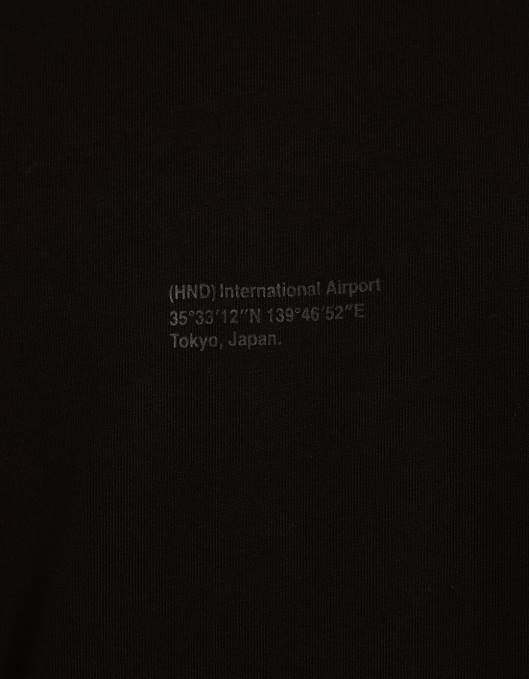 (HND) International Airport
35°33′12″N 139°46′52″E
Tokyo, Japan.